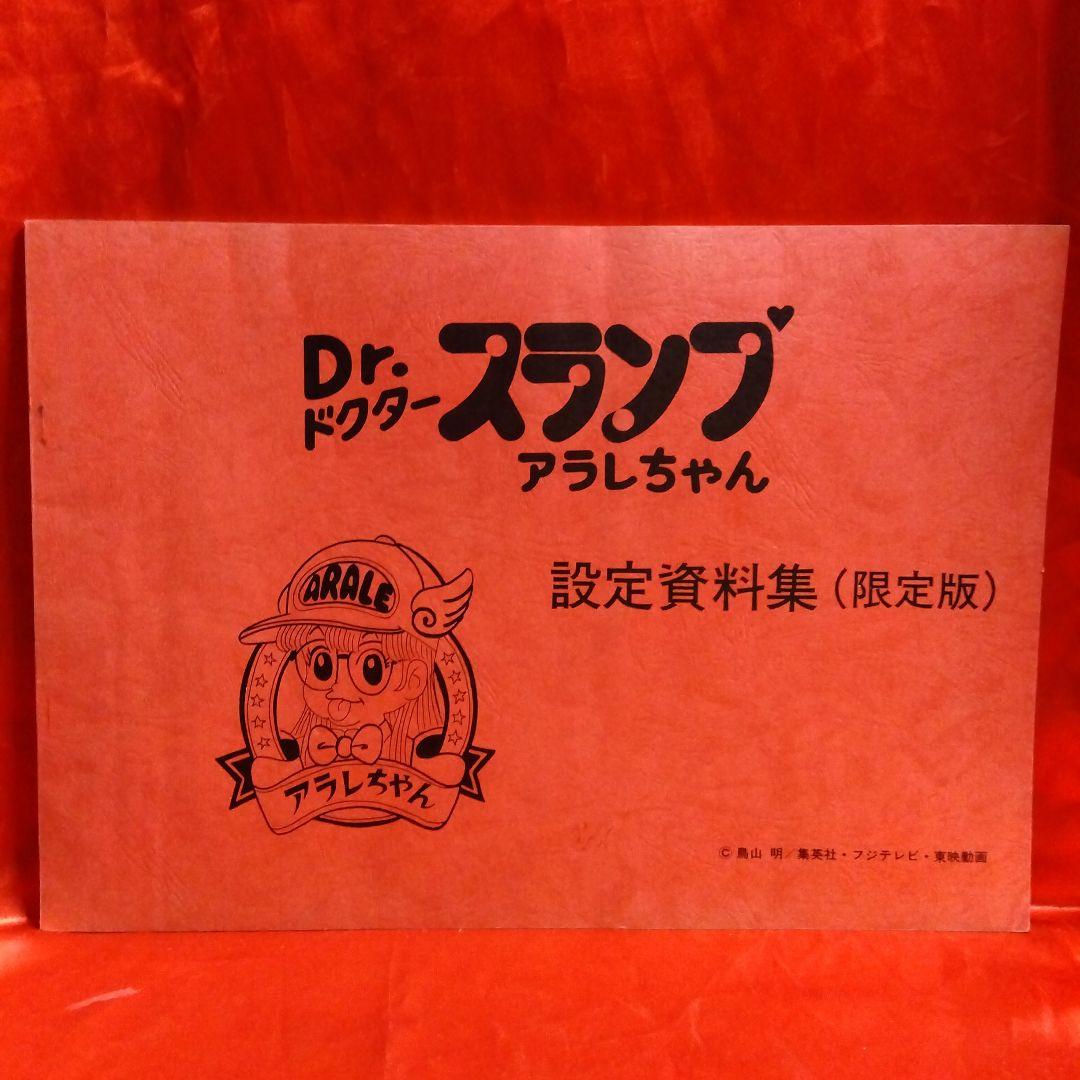 Dr.スランプ
ドクター
アラレちゃん
設定資料集(限定版)
ARALE
アラレちゃん
©鳥山 明/集英社・フジテレビ・東映動画